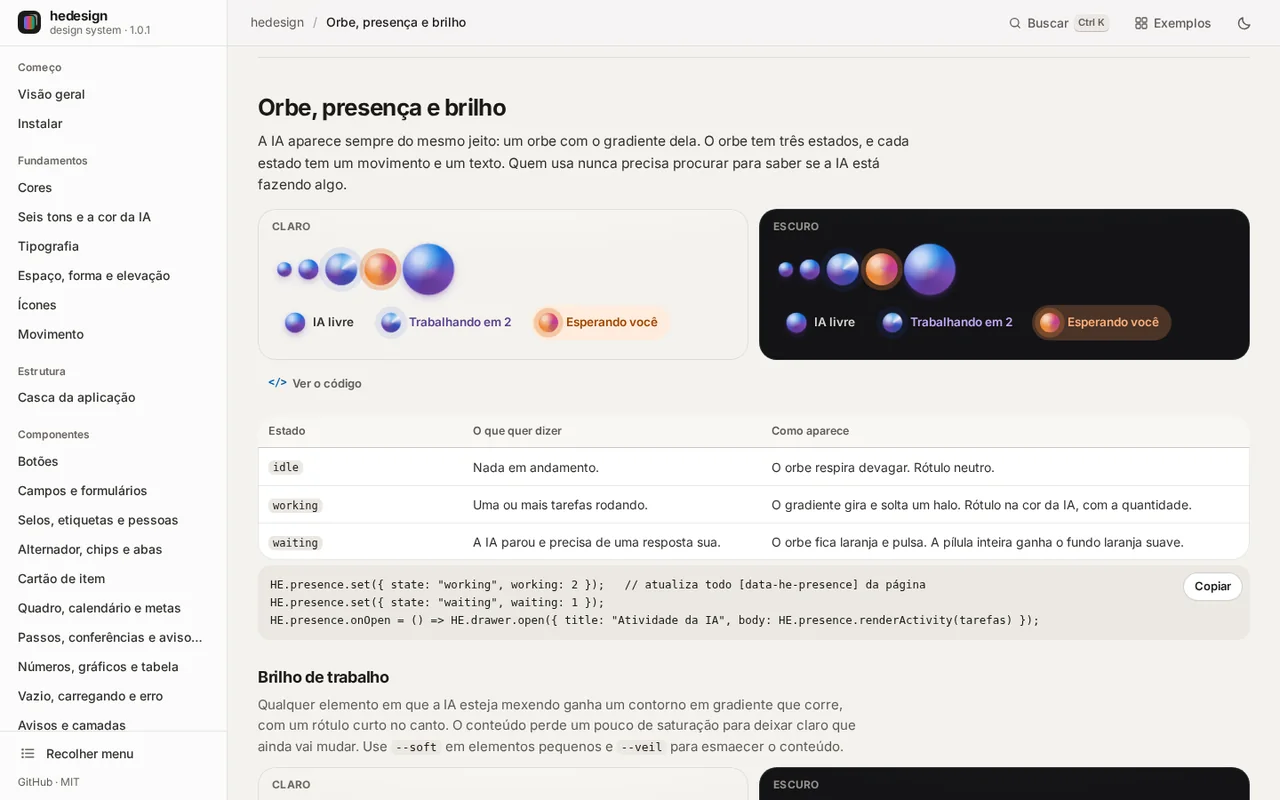 hedesign
design system · 1.0.1
hedesign / Orbe, presença e brilho
Buscar Ctrl K
Exemplos
Começo
Visão geral
Instalar
Fundamentos
Cores
Seis tons e a cor da IA
Tipografia
Espaço, forma e elevação
Ícones
Movimento
Estrutura
Casca da aplicação
Componentes
Botões
Campos e formulários
Selos, etiquetas e pessoas
Alternador, chips e abas
Cartão de item
Quadro, calendário e metas
Passos, conferências e aviso...
Números, gráficos e tabela
Vazio, carregando e erro
Avisos e camadas
Recolher menu
GitHub · MIT
Orbe, presença e brilho
A IA aparece sempre do mesmo jeito: um orbe com o gradiente dela. O orbe tem três estados, e cada
estado tem um movimento e um texto. Quem usa nunca precisa procurar para saber se a IA está
fazendo algo.
CLARO
IA livre
Trabalhando em 2
Esperando você
ESCURO
IA livre
Trabalhando em 2
Esperando você
</> Ver o código
Estado O que quer dizer Como aparece
idle Nada em andamento. O orbe respira devagar. Rótulo neutro.
working Uma ou mais tarefas rodando. O gradiente gira e solta um halo. Rótulo na cor da IA, com a quantidade.
waiting A IA parou e precisa de uma resposta sua. O orbe fica laranja e pulsa. A pílula inteira ganha o fundo laranja suave.
HE.presence.set({ state: "working", working: 2 });   // atualiza todo [data-he-presence] da página
HE.presence.set({ state: "waiting", waiting: 1 });
HE.presence.onOpen = () => HE.drawer.open({ title: "Atividade da IA", body: HE.presence.renderActivity(tarefas) });
Copiar
Brilho de trabalho
Qualquer elemento em que a IA esteja mexendo ganha um contorno em gradiente que corre,
com um rótulo curto no canto. O conteúdo perde um pouco de saturação para deixar claro que
ainda vai mudar. Use --soft em elementos pequenos e --veil para esmaecer o conteúdo.
CLARO
ESCURO